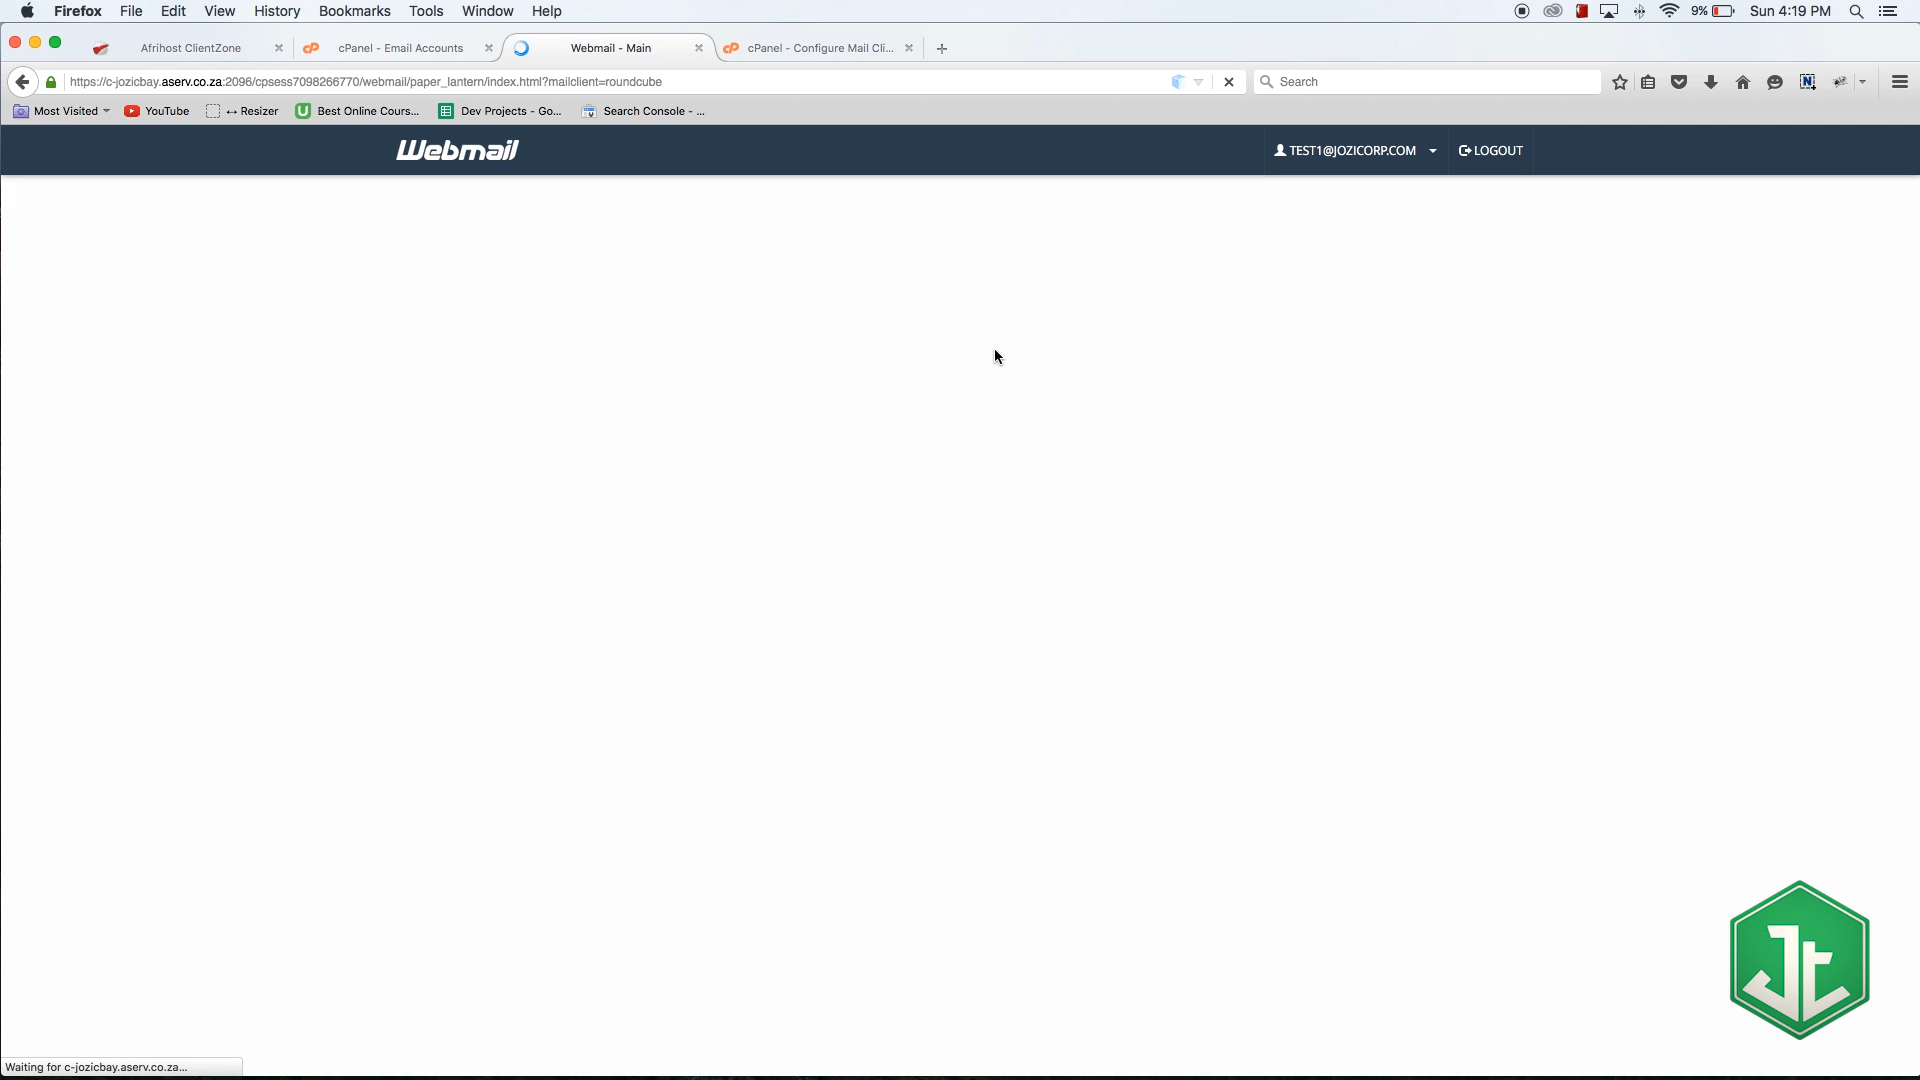 Firefox File Edit View History Bookmarks Tools Window Help 9% Sun 4:19 PM
Afrihost ClientZone cPanel - Email Accounts Webmail - Main cPanel - Configure Mail Cli...
https://c-jozicbay.aserv.co.za:2096/cpsess7098266770/webmail/paper_lantern/index.html?mailclient=roundcube Search
Most Visited YouTube Resizer Best Online Cours... Dev Projects - Go... Search Console - ...
Webmail TEST1@JOZICORP.COM LOGOUT
Jt
Waiting for c-jozicbay.aserv.co.za...